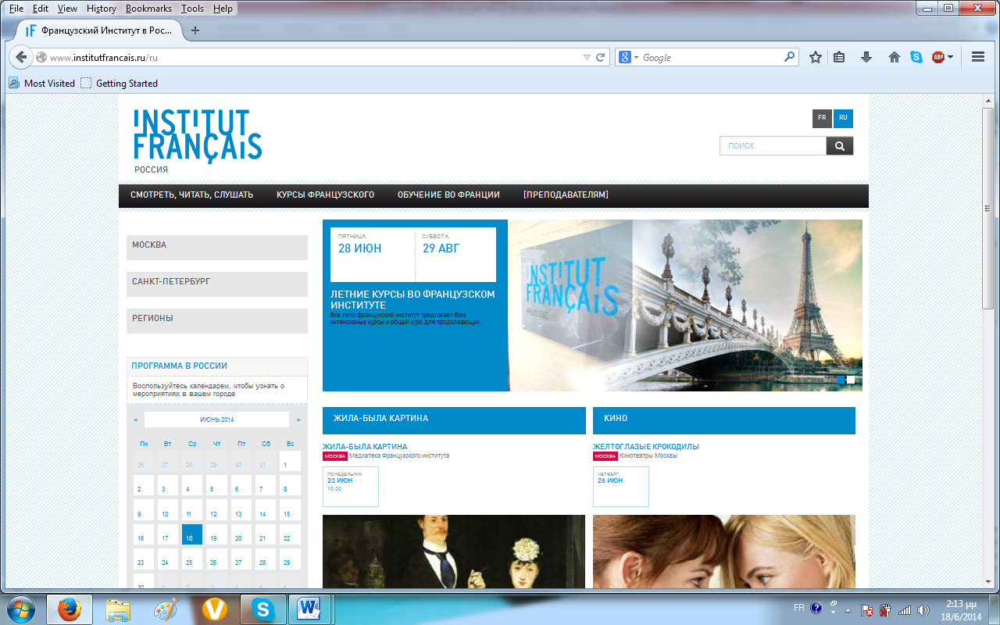 File Edit View History Bookmarks Tools Help
Французский Институт в Рос...
www.institutfrancais.ru/ru
Google
ABP
Most Visited Getting Started
INSTITUT
FRANÇAIS
РОССИЯ
FR RU
ПОИСК
СМОТРЕТЬ, ЧИТАТЬ, СЛУШАТЬ КУРСЫ ФРАНЦУЗСКОГО ОБУЧЕНИЕ ВО ФРАНЦИИ [ПРЕПОДАВАТЕЛЯМ]
МОСКВА
САНКТ-ПЕТЕРБУРГ
РЕГИОНЫ
ПРОГРАММА В РОССИИ
Воспользуйтесь календарем, чтобы узнать о
мероприятиях в вашем городе
< ИЮНЬ 2014 >
Пн Вт Ср Чт Пт Сб Вс
26 27 28 29 30 31 1
2 3 4 5 6 7 8
9 10 11 12 13 14 15
16 17 18 19 20 21 22
23 24 25 26 27 28 29
30 1 2 3 4 5 6
ПЯТНИЦА СУББОТА
28 ИЮН 29 АВГ
ЛЕТНИЕ КУРСЫ ВО ФРАНЦУЗСКОМ
ИНСТИТУТЕ
Все лето французский институт предлагает Вам
интенсивные курсы и общий курс для продолжающих.
INSTITUT
FRANÇAIS
RUSSIE
ЖИЛА-БЫЛА КАРТИНА
ЖИЛА-БЫЛА КАРТИНА
МОСКВА Медиатека Французского института
ПОНЕДЕЛЬНИК
23 ИЮН
18.00
КИНО
ЖЕЛТОГЛАЗЫЕ КРОКОДИЛЫ
МОСКВА Кинотеатры Москвы
ЧЕТВЕРГ
26 ИЮН
FR
2:13 μμ
18/6/2014